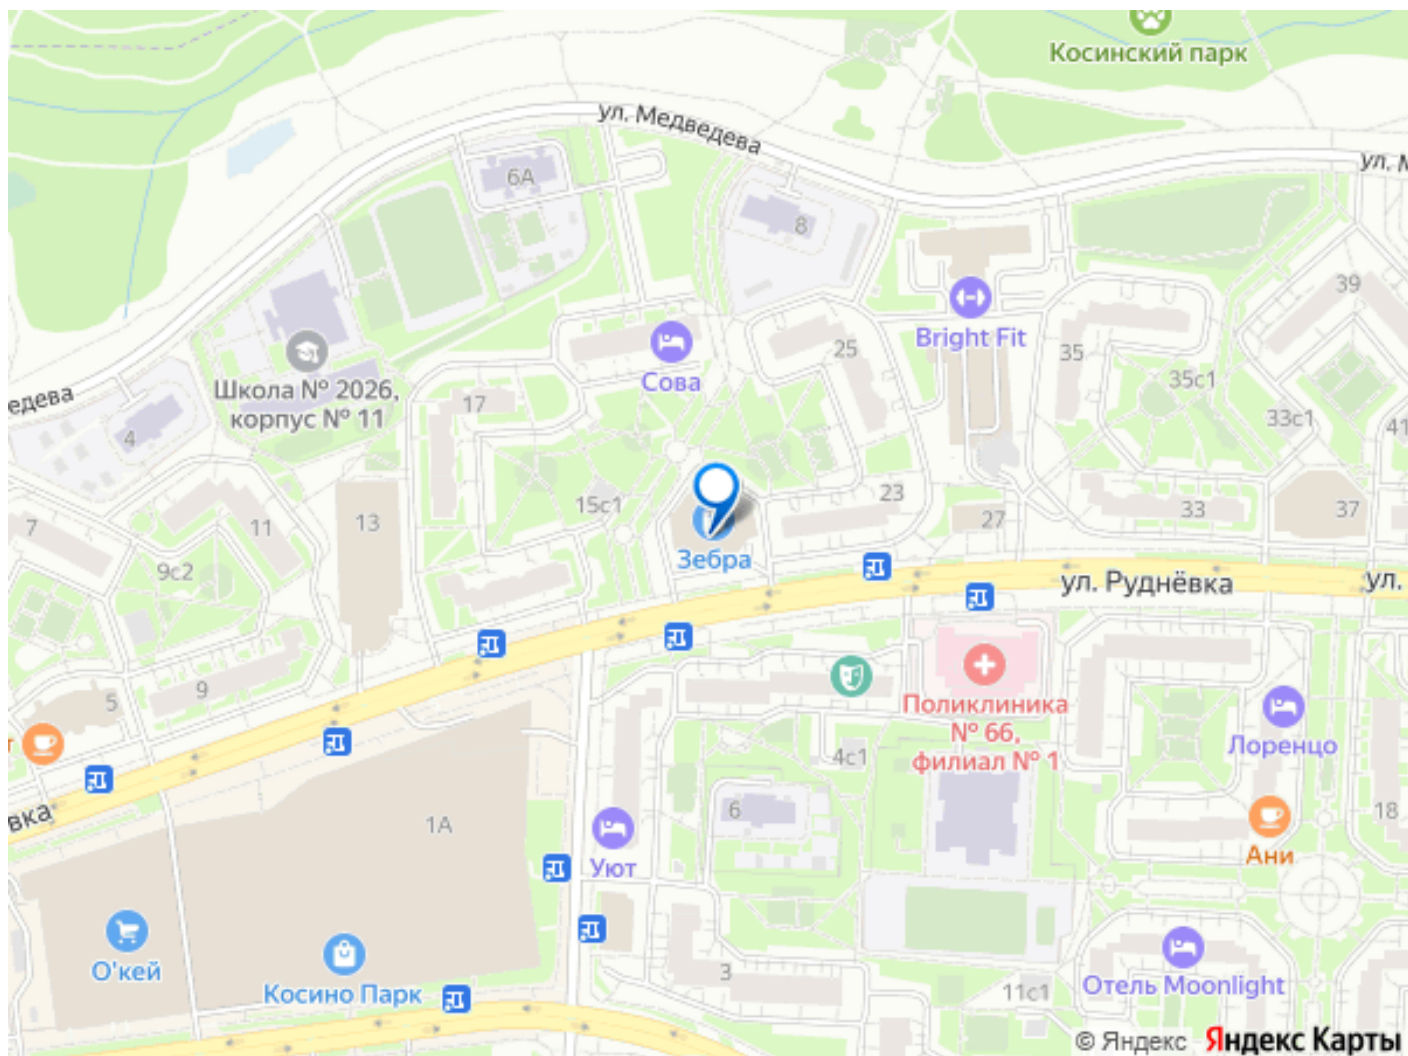 Косинский парк
ул. Медведева
ул. М
6А
8
39
Bright Fit
25
35
Школа № 2026,
корпус № 11
Сова
35с1
едева
17
33с1
41
4
15с1
23
7
11
13
27
33
37
Зебра
9с2
ул. Руднёвка
ул.
9
5
Поликлиника
№ 66,
филиал № 1
Лоренцо
т
4с1
вка
1А
6
18
Уют
Ани
О'кей
Косино Парк
3
11с1
Отель Moonlight
© Яндекс Яндекс Карты